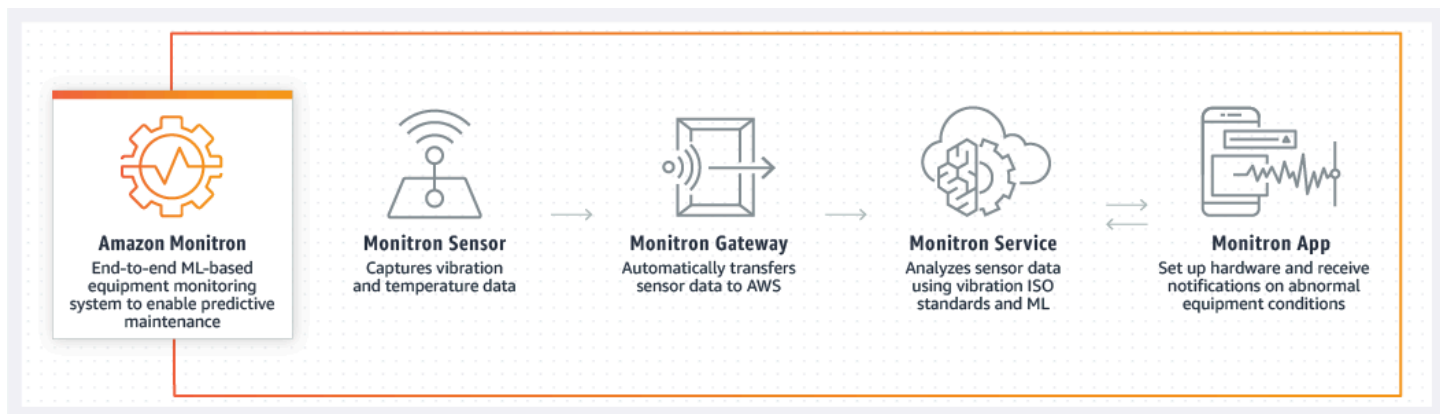 Amazon Monitron
End-to-end ML-based
equipment monitoring
system to enable predictive
maintenance
Monitron Sensor
Captures vibration
and temperature data
Monitron Gateway
Automatically transfers
sensor data to AWS
Monitron Service
Analyzes sensor data
using vibration ISO
standards and ML
Monitron App
Set up hardware and receive
notifications on abnormal
equipment conditions